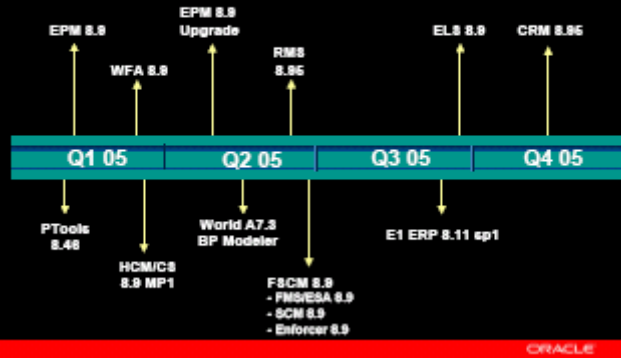 EPM 8.9
EPM 8.9
Upgrade
ELS 8.9
CRM 8.95
WFA 8.9
RMS
8.95
Q1 05
Q2 05
Q3 05
Q4 05
PTools
8.46
World A7.3
BP Modeler
E1 ERP 8.11 sp1
HCM/CS
8.9 MP1
FSCM 8.9
- FMS/ESA 8.9
- SCM 8.9
- Enforcer 8.9
ORACLE